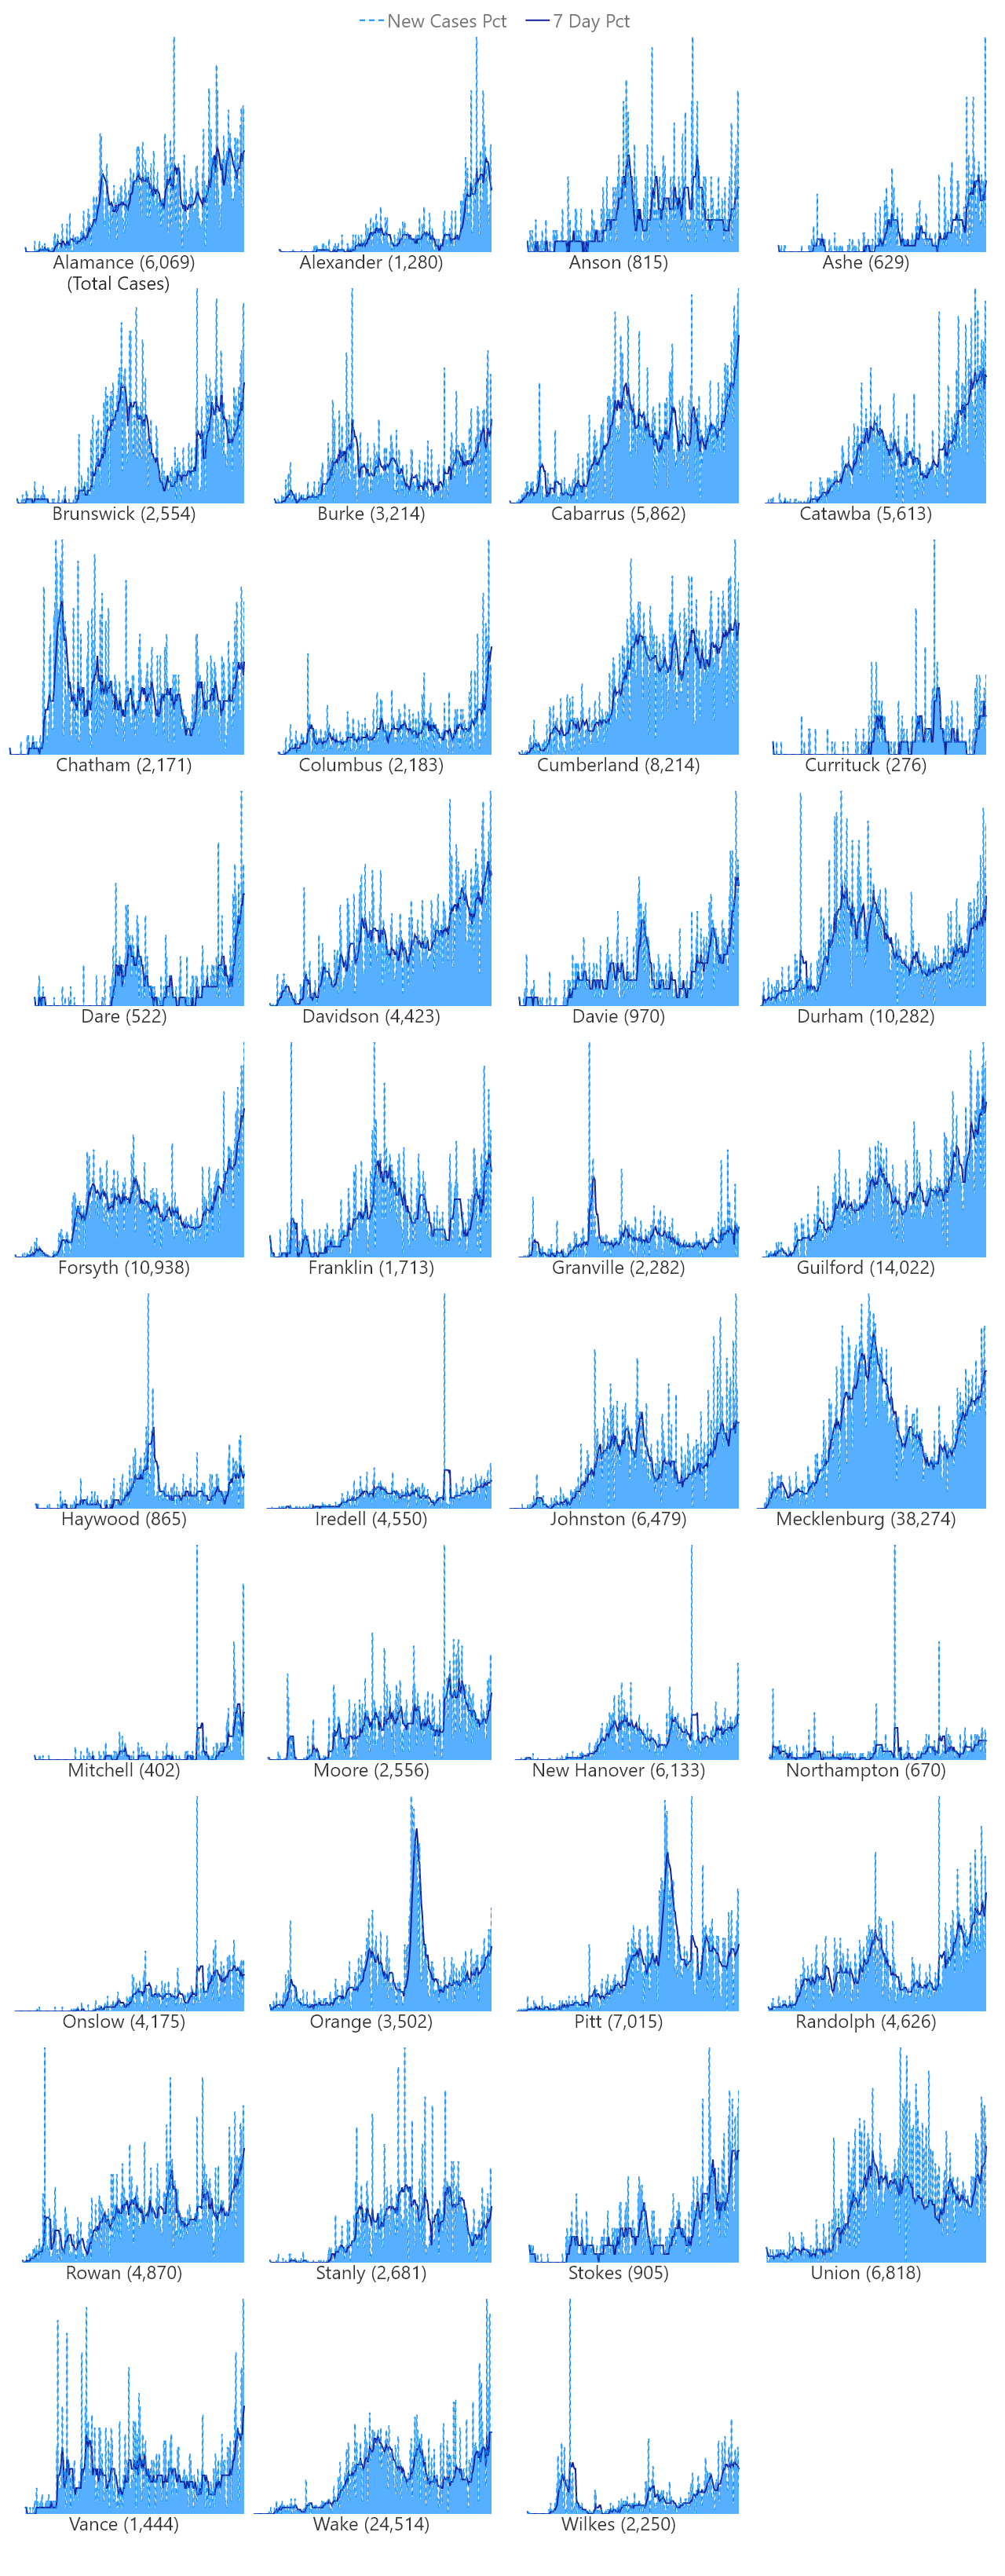 New Cases Pct 7 Day Pct
Alamance (6,069) Alexander (1,280) Anson (815) Ashe (629)
(Total Cases)
Brunswick (2,554) Burke (3,214) Cabarrus (5,862) Catawba (5,613)
Chatham (2,171) Columbus (2,183) Cumberland (8,214) Currituck (276)
Dare (522) Davidson (4,423) Davie (970) Durham (10,282)
Forsyth (10,938) Franklin (1,713) Granville (2,282) Guilford (14,022)
Haywood (865) Iredell (4,550) Johnston (6,479) Mecklenburg (38,274)
Mitchell (402) Moore (2,556) New Hanover (6,133) Northampton (670)
Onslow (4,175) Orange (3,502) Pitt (7,015) Randolph (4,626)
Rowan (4,870) Stanly (2,681) Stokes (905) Union (6,818)
Vance (1,444) Wake (24,514) Wilkes (2,250)